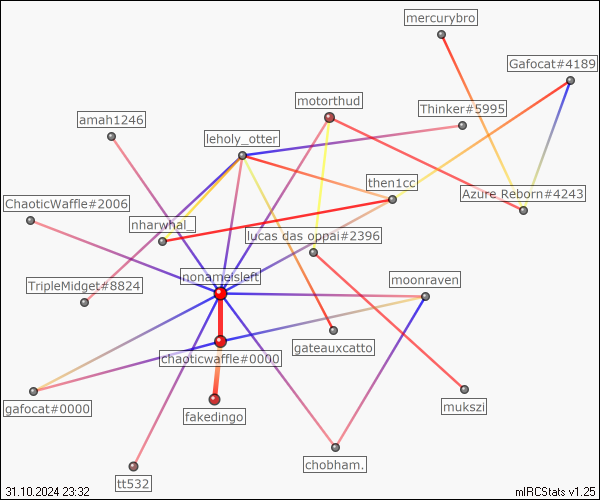 mercurybro
Gafocat#4189
motorthud
Thinker#5995
amah1246
leholy_otter
then1cc
Azure_Reborn#4243
ChaoticWaffle#2006
nharwhal_
lucas das oppai#2396
nonameisleft
moonraven
TripleMidget#8824
gateauxcatto
chaoticwaffle#0000
gafocat#0000
mukszi
fakedingo
chobham.
tt532
31.10.2024 23:32
mIRCStats v1.25